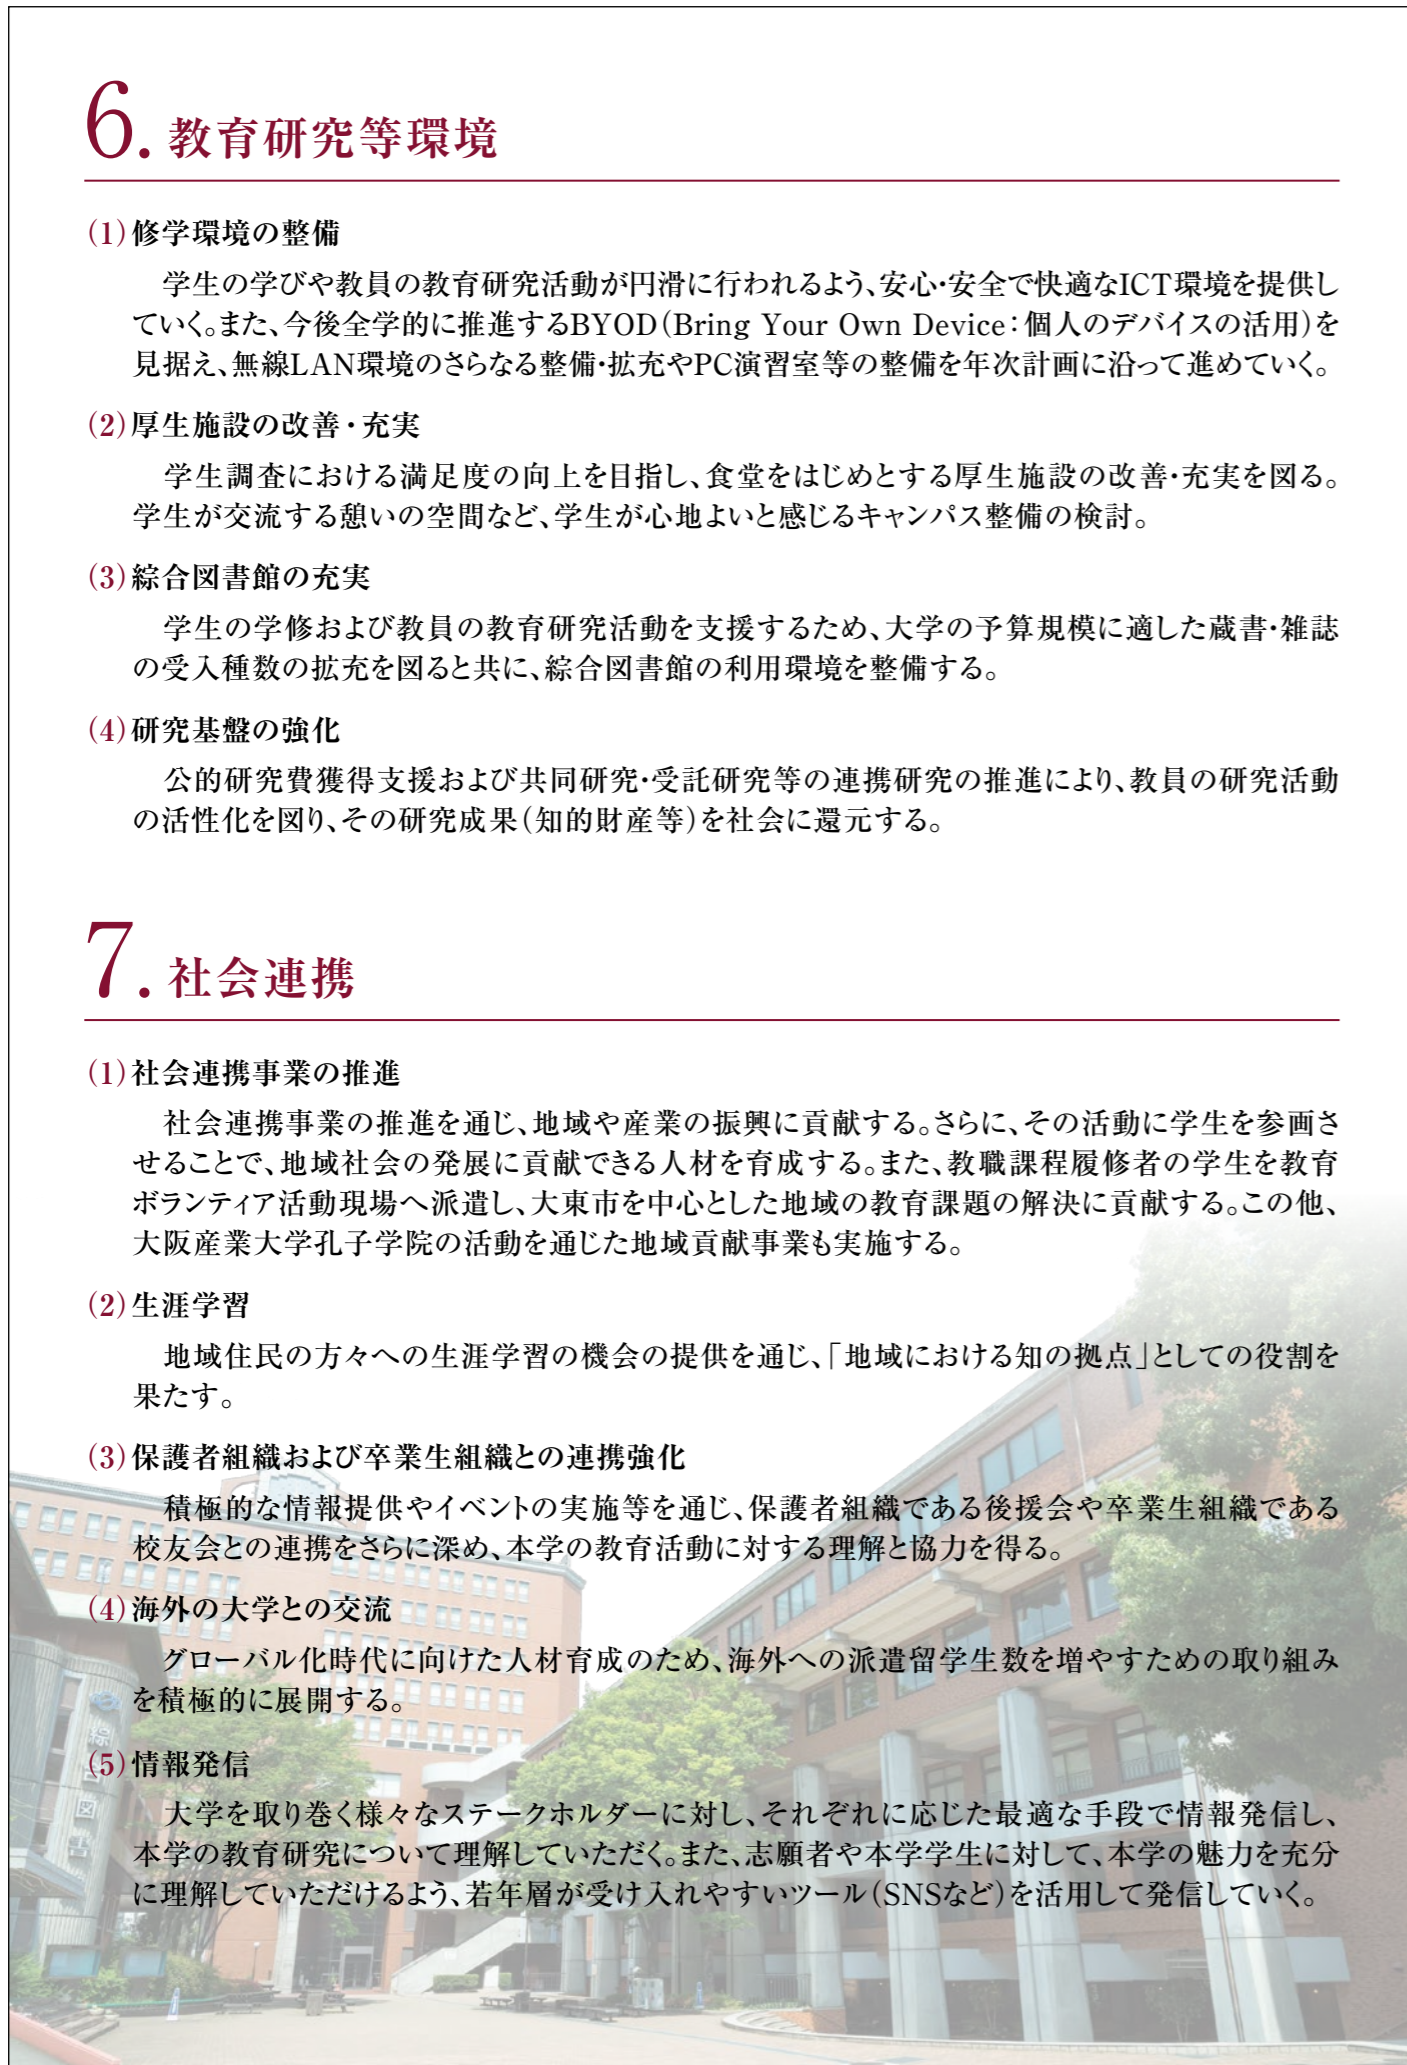 6. 教育研究等環境
(1) 修学環境の整備
学生の学びや教員の教育研究活動が円滑に行われるよう、安心・安全で快適なICT環境を提供し
ていく。また、今後全学的に推進するBYOD（Bring Your Own Device：個人のデバイスの活用）を
見据え、無線LAN環境のさらなる整備・拡充やPC演習室等の整備を年次計画に沿って進めていく。
(2) 厚生施設の改善・充実
学生調査における満足度の向上を目指し、食堂をはじめとする厚生施設の改善・充実を図る。
学生が交流する憩いの空間など、学生が心地よいと感じるキャンパス整備の検討。
(3) 綜合図書館の充実
学生の学修および教員の教育研究活動を支援するため、大学の予算規模に適した蔵書・雑誌
の受入種数の拡充を図ると共に、綜合図書館の利用環境を整備する。
(4) 研究基盤の強化
公的研究費獲得支援および共同研究・受託研究等の連携研究の推進により、教員の研究活動
の活性化を図り、その研究成果（知的財産等）を社会に還元する。
7. 社会連携
(1) 社会連携事業の推進
社会連携事業の推進を通じ、地域や産業の振興に貢献する。さらに、その活動に学生を参画さ
せることで、地域社会の発展に貢献できる人材を育成する。また、教職課程履修者の学生を教育
ボランティア活動現場へ派遣し、大東市を中心とした地域の教育課題の解決に貢献する。この他、
大阪産業大学孔子学院の活動を通じた地域貢献事業も実施する。
(2) 生涯学習
地域住民の方々への生涯学習の機会の提供を通じ、「地域における知の拠点」としての役割を
果たす。
(3) 保護者組織および卒業生組織との連携強化
積極的な情報提供やイベントの実施等を通じ、保護者組織である後援会や卒業生組織である
校友会との連携をさらに深め、本学の教育活動に対する理解と協力を得る。
(4) 海外の大学との交流
グローバル化時代に向けた人材育成のため、海外への派遣留学生数を増やすための取り組み
を積極的に展開する。
(5) 情報発信
大学を取り巻く様々なステークホルダーに対し、それぞれに応じた最適な手段で情報発信し、
本学の教育研究について理解していただく。また、志願者や本学学生に対して、本学の魅力を充分
に理解していただけるよう、若年層が受け入れやすいツール（SNSなど）を活用して発信していく。